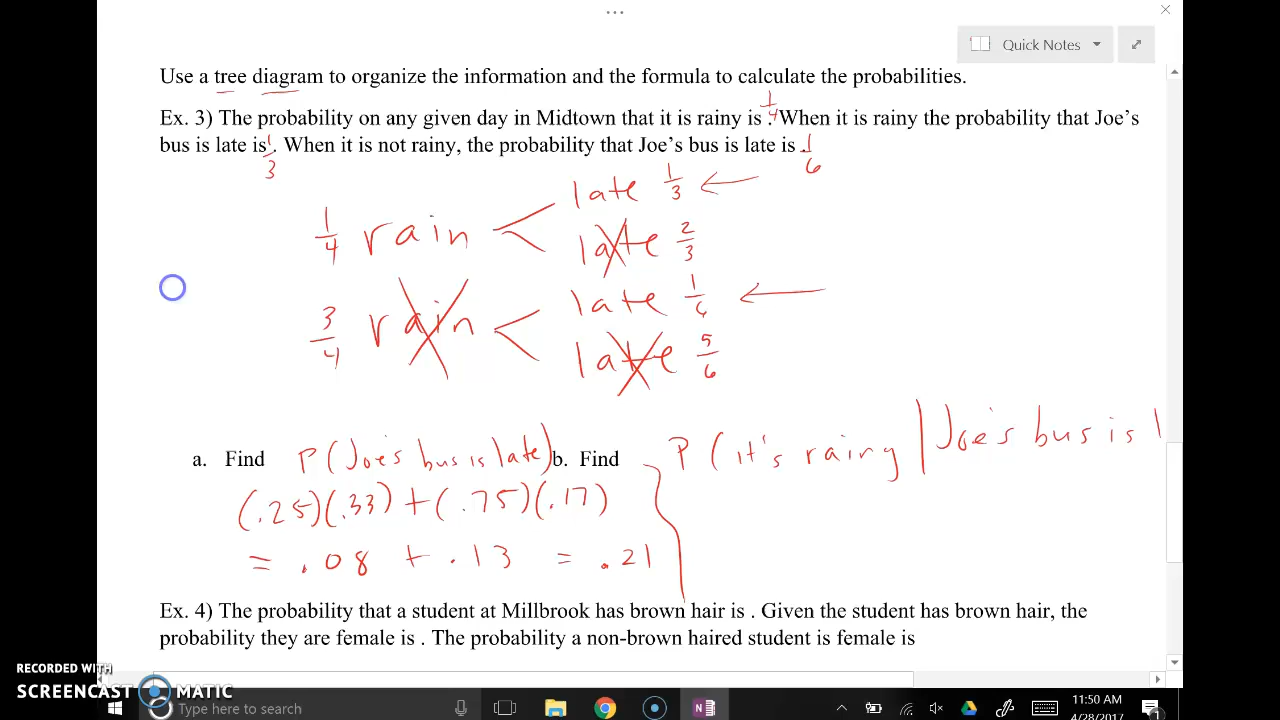 Quick Notes
Use a tree diagram to organize the information and the formula to calculate the probabilities.
Ex. 3) The probability on any given day in Midtown that it is rainy is 1/4. When it is rainy the probability that Joe's
bus is late is 1/3. When it is not rainy, the probability that Joe's bus is late is 1/6.
late 1/3
1/4 rain
late 2/3
late 1/6
3/4 rain
late 5/6
a. Find P(Joe's bus is late) b. Find P(it's rainy | Joe's bus is l
(.25)(.33) + (.75)(.17)
= .08 + .13 = .21
Ex. 4) The probability that a student at Millbrook has brown hair is . Given the student has brown hair, the
probability they are female is . The probability a non-brown haired student is female is
RECORDED WITH
SCREENCAST MATIC
Type here to search
11:50 AM
4/28/2017